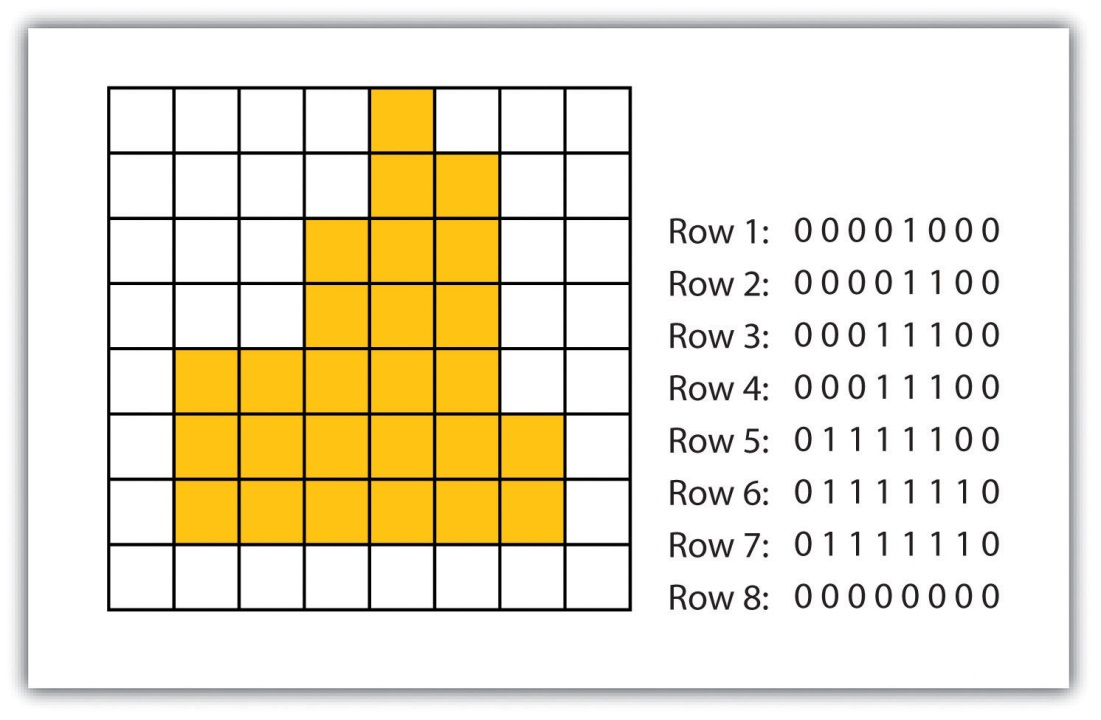 Row 1: 0 0 0 0 1 0 0 0
Row 2: 0 0 0 0 1 1 0 0
Row 3: 0 0 0 1 1 1 0 0
Row 4: 0 0 0 1 1 1 0 0
Row 5: 0 1 1 1 1 1 0 0
Row 6: 0 1 1 1 1 1 1 0
Row 7: 0 1 1 1 1 1 1 0
Row 8: 0 0 0 0 0 0 0 0